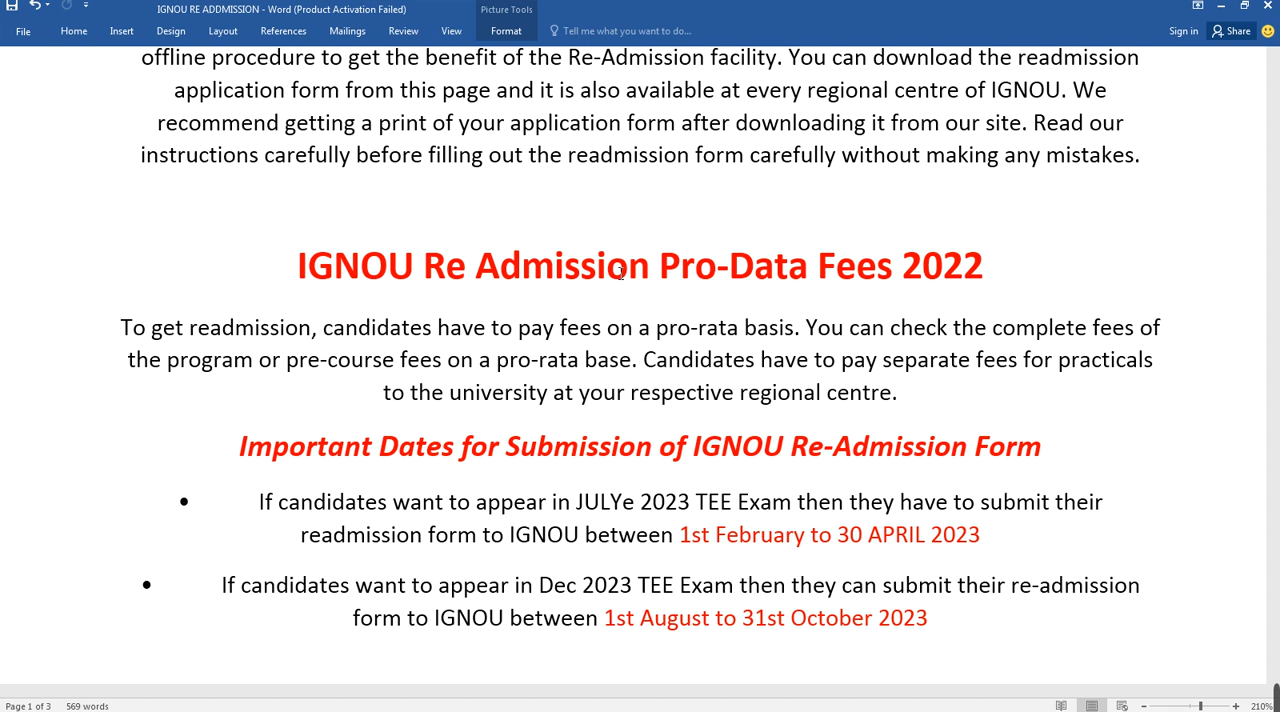 IGNOU RE ADDMISSION - Word (Product Activation Failed)
Picture Tools
File Home Insert Design Layout References Mailings Review View Format Tell me what you want to do... Sign in Share
offline procedure to get the benefit of the Re-Admission facility. You can download the readmission
application form from this page and it is also available at every regional centre of IGNOU. We
recommend getting a print of your application form after downloading it from our site. Read our
instructions carefully before filling out the readmission form carefully without making any mistakes.
IGNOU Re Admission Pro-Data Fees 2022
To get readmission, candidates have to pay fees on a pro-rata basis. You can check the complete fees of
the program or pre-course fees on a pro-rata base. Candidates have to pay separate fees for practicals
to the university at your respective regional centre.
Important Dates for Submission of IGNOU Re-Admission Form
• If candidates want to appear in JULYe 2023 TEE Exam then they have to submit their
readmission form to IGNOU between 1st February to 30 APRIL 2023
• If candidates want to appear in Dec 2023 TEE Exam then they can submit their re-admission
form to IGNOU between 1st August to 31st October 2023
Page 1 of 3 569 words 210%